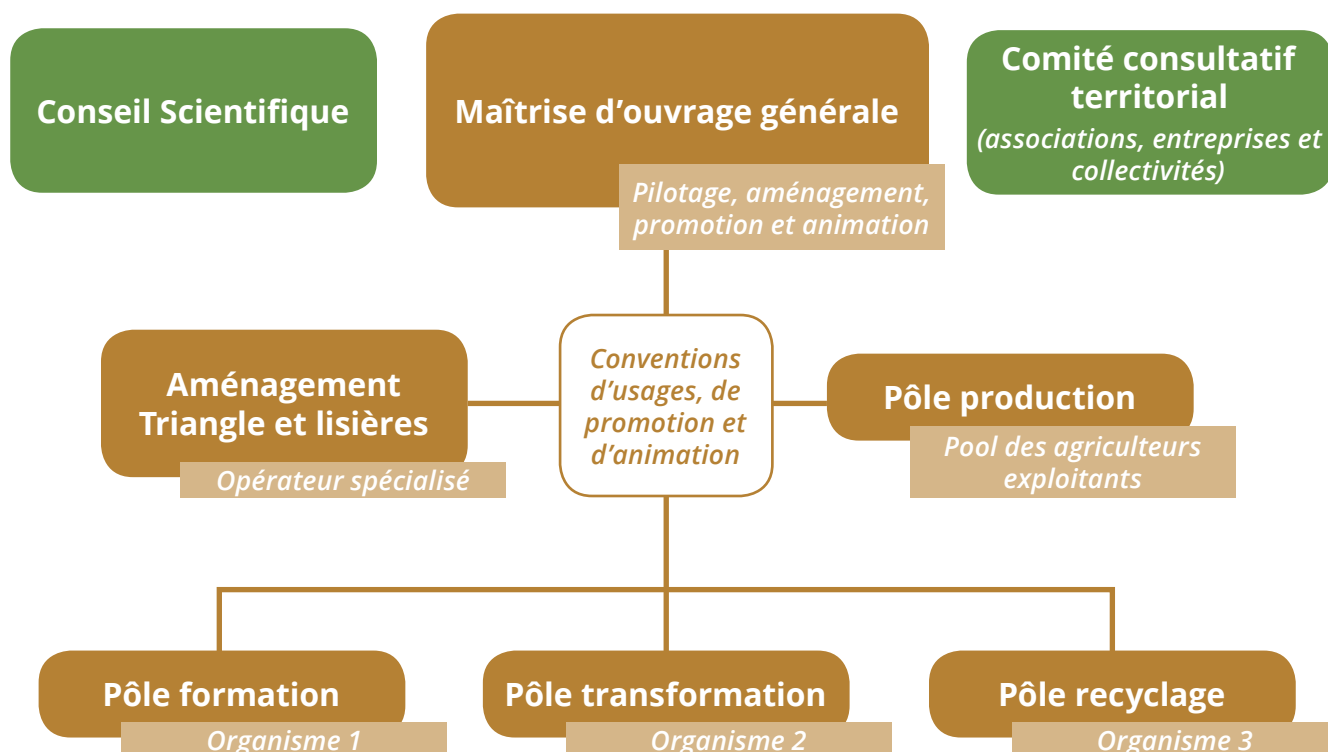 Conseil Scientifique
Maîtrise d'ouvrage générale
Pilotage, aménagement,
promotion et animation
Comité consultatif
territorial
(associations, entreprises et
collectivités)
Aménagement
Triangle et lisières
Opérateur spécialisé
Conventions
d'usages, de
promotion et
d'animation
Pôle production
Pool des agriculteurs
exploitants
Pôle formation
Organisme 1
Pôle transformation
Organisme 2
Pôle recyclage
Organisme 3